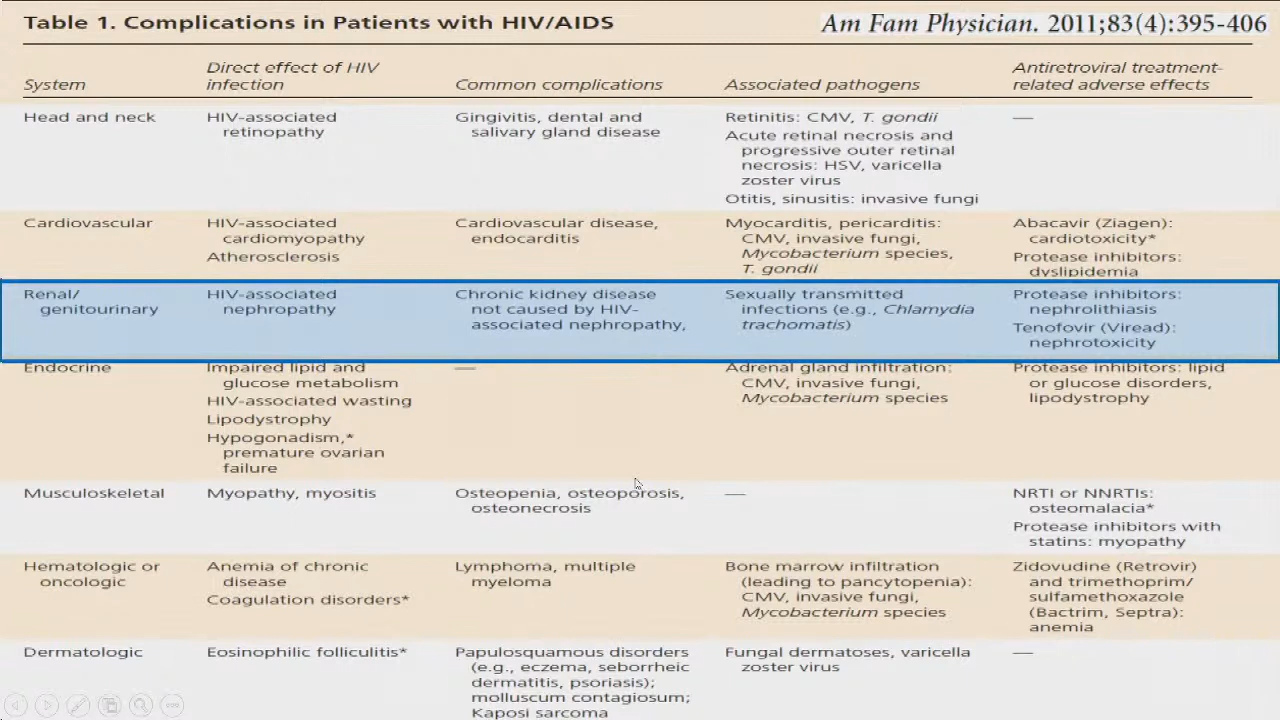 Table 1. Complications in Patients with HIV/AIDS
Am Fam Physician. 2011;83(4):395-406
System
Direct effect of HIV
infection
Common complications
Associated pathogens
Antiretroviral treatment-
related adverse effects
Head and neck
HIV-associated
retinopathy
Gingivitis, dental and
salivary gland disease
Retinitis: CMV, T. gondii
Acute retinal necrosis and
progressive outer retinal
necrosis: HSV, varicella
zoster virus
Otitis, sinusitis: invasive fungi
—
Cardiovascular
HIV-associated
cardiomyopathy
Atherosclerosis
Cardiovascular disease,
endocarditis
Myocarditis, pericarditis:
CMV, invasive fungi,
Mycobacterium species,
T. gondii
Abacavir (Ziagen):
cardiotoxicity*
Protease inhibitors:
dyslipidemia
Renal/
genitourinary
HIV-associated
nephropathy
Chronic kidney disease
not caused by HIV-
associated nephropathy,
Sexually transmitted
infections (e.g., Chlamydia
trachomatis)
Protease inhibitors:
nephrolithiasis
Tenofovir (Viread):
nephrotoxicity
Endocrine
Impaired lipid and
glucose metabolism
HIV-associated wasting
Lipodystrophy
Hypogonadism,*
premature ovarian
failure
—
Adrenal gland infiltration:
CMV, invasive fungi,
Mycobacterium species
Protease inhibitors: lipid
or glucose disorders,
lipodystrophy
Musculoskeletal
Myopathy, myositis
Osteopenia, osteoporosis,
osteonecrosis
—
NRTI or NNRTIs:
osteomalacia*
Protease inhibitors with
statins: myopathy
Hematologic or
oncologic
Anemia of chronic
disease
Coagulation disorders*
Lymphoma, multiple
myeloma
Bone marrow infiltration
(leading to pancytopenia):
CMV, invasive fungi,
Mycobacterium species
Zidovudine (Retrovir)
and trimethoprim/
sulfamethoxazole
(Bactrim, Septra):
anemia
Dermatologic
Eosinophilic folliculitis*
Papulosquamous disorders
(e.g., eczema, seborrheic
dermatitis, psoriasis);
molluscum contagiosum;
Kaposi sarcoma
Fungal dermatoses, varicella
zoster virus
—